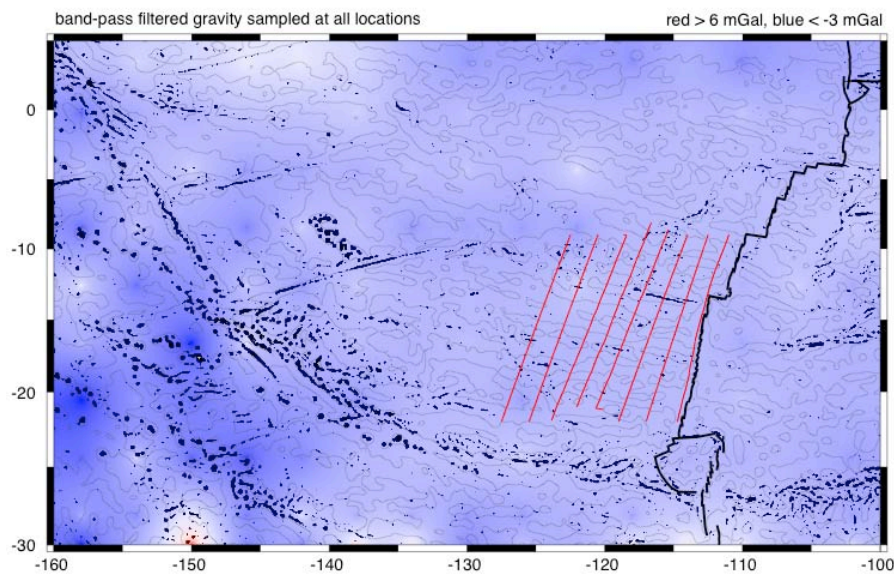 band-pass filtered gravity sampled at all locations red > 6 mGal, blue < -3 mGal
0
-10
-20
-30
-160 -150 -140 -130 -120 -110 -100